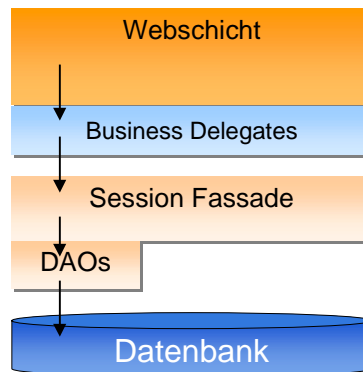 Webschicht
Business Delegates
Session Fassade
DAOs
Datenbank